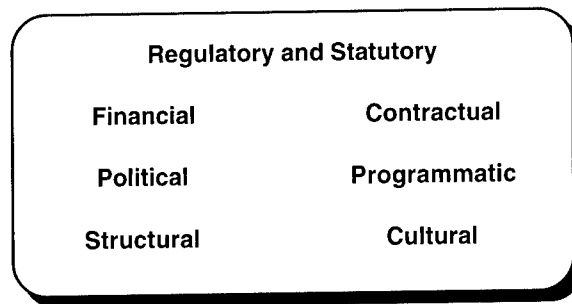 Regulatory and Statutory
Financial Contractual
Political Programmatic
Structural Cultural